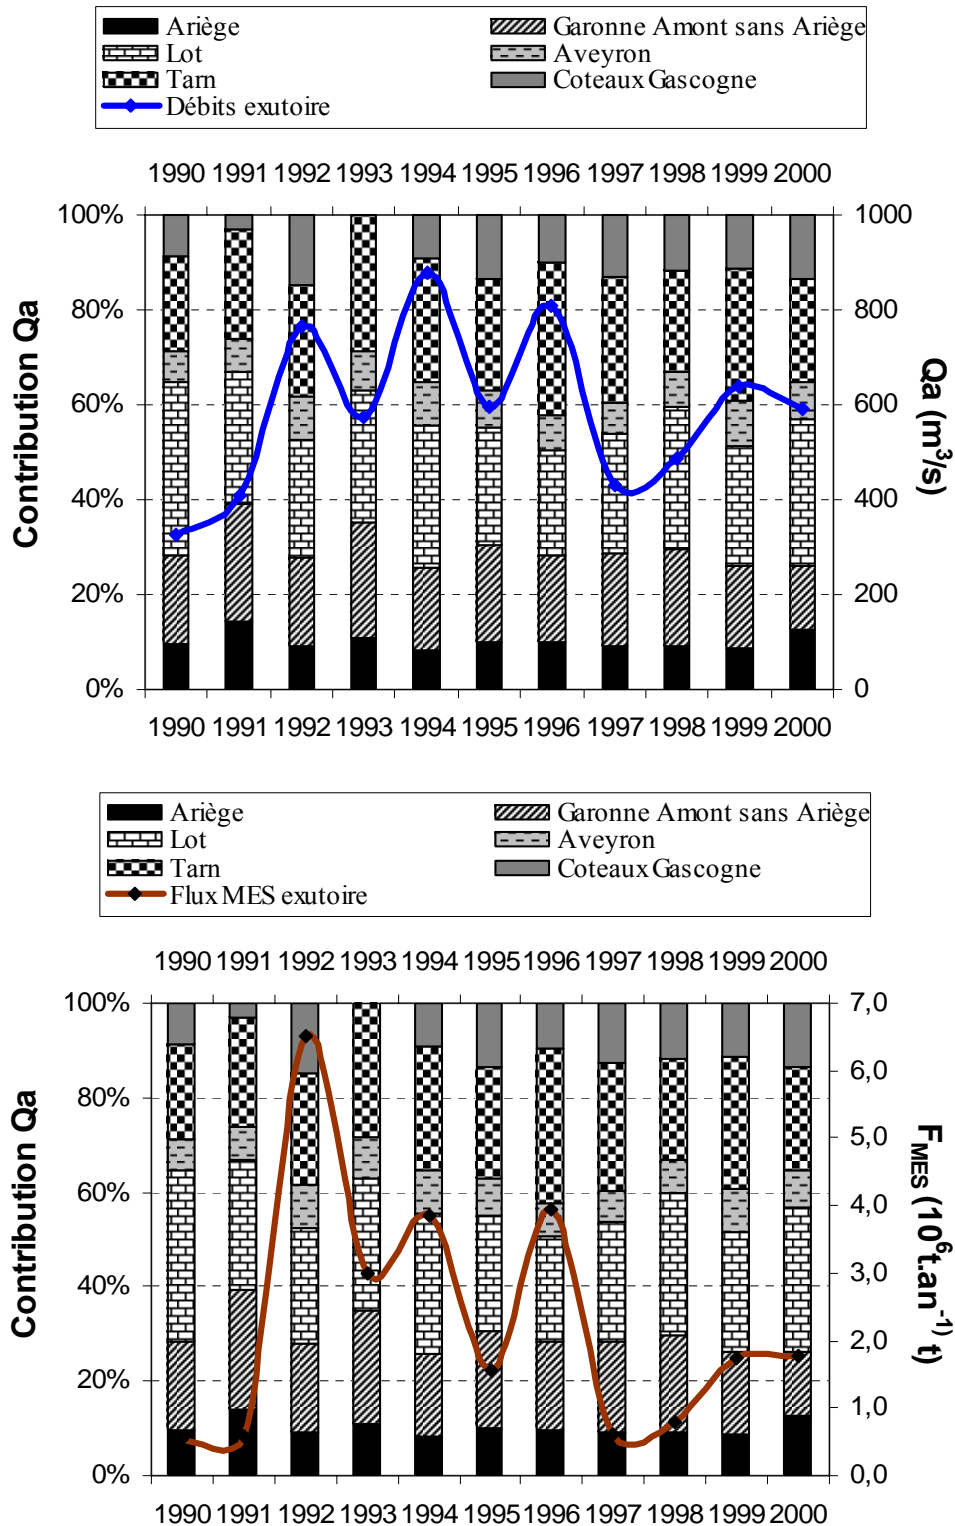 Ariège Garonne Amont sans Ariège
Lot Aveyron
Tarn Coteaux Gascogne
Débits exutoire
1990 1991 1992 1993 1994 1995 1996 1997 1998 1999 2000
100% 1000
80% 800
60% 600
40% 400
20% 200
0% 0
Contribution Qa
Qa (m³/s)
1990 1991 1992 1993 1994 1995 1996 1997 1998 1999 2000
Ariège Garonne Amont sans Ariège
Lot Aveyron
Tarn Coteaux Gascogne
Flux MES exutoire
1990 1991 1992 1993 1994 1995 1996 1997 1998 1999 2000
100% 7,0
6,0
80%
5,0
60% 4,0
40% 3,0
20% 2,0
1,0
0% 0,0
Contribution Qa
F_MES (10⁶t.an⁻¹⁾ t)
1990 1991 1992 1993 1994 1995 1996 1997 1998 1999 2000